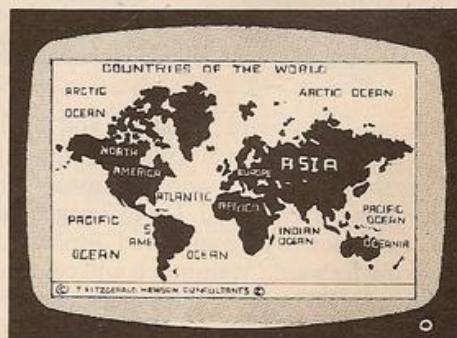 COUNTRIES OF THE WORLD
ARCTIC
OCEAN
ARCTIC OCEAN
NORTH
AMERICA
EUROPE
ASIA
ATLANTIC
AFRICA
PACIFIC
OCEAN
S
AME
OCEAN
INDIAN
OCEAN
PACIFIC
OCEAN
OCEANIA
© T FITZGERALD HEWSON CONSULTANTS ©